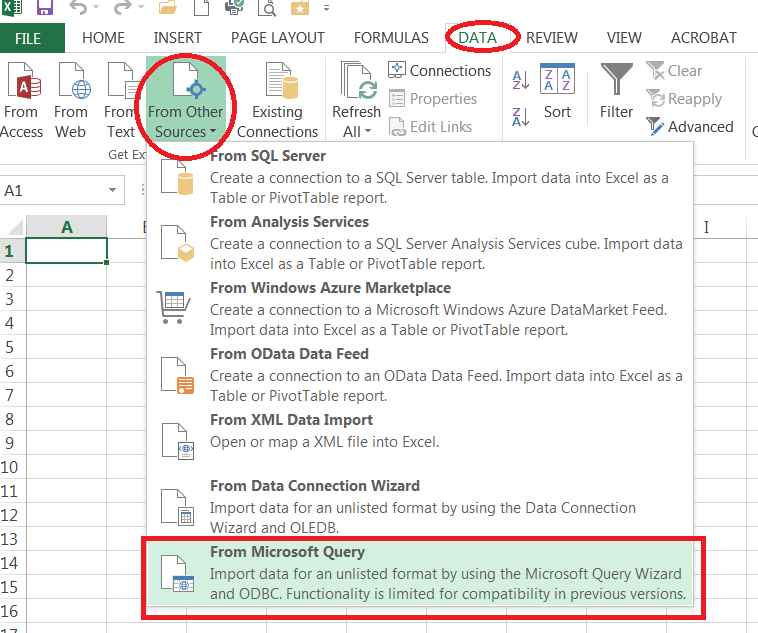 FILE HOME INSERT PAGE LAYOUT FORMULAS DATA REVIEW VIEW ACROBAT
From Access
From Web
From Text
From Other Sources
Existing Connections
Refresh All
Connections
Properties
Edit Links
Sort
Filter
Clear
Reapply
Advanced
Get Ex
A1
A
I
From SQL Server
Create a connection to a SQL Server table. Import data into Excel as a
Table or PivotTable report.
From Analysis Services
Create a connection to a SQL Server Analysis Services cube. Import data
into Excel as a Table or PivotTable report.
From Windows Azure Marketplace
Create a connection to a Microsoft Windows Azure DataMarket Feed.
Import data into Excel as a Table or PivotTable report.
From OData Data Feed
Create a connection to an OData Data Feed. Import data into Excel as a
Table or PivotTable report.
From XML Data Import
Open or map a XML file into Excel.
From Data Connection Wizard
Import data for an unlisted format by using the Data Connection
Wizard and OLEDB.
From Microsoft Query
Import data for an unlisted format by using the Microsoft Query Wizard
and ODBC. Functionality is limited for compatibility in previous versions.
1
2
3
4
5
6
7
8
9
10
11
12
13
14
15
16